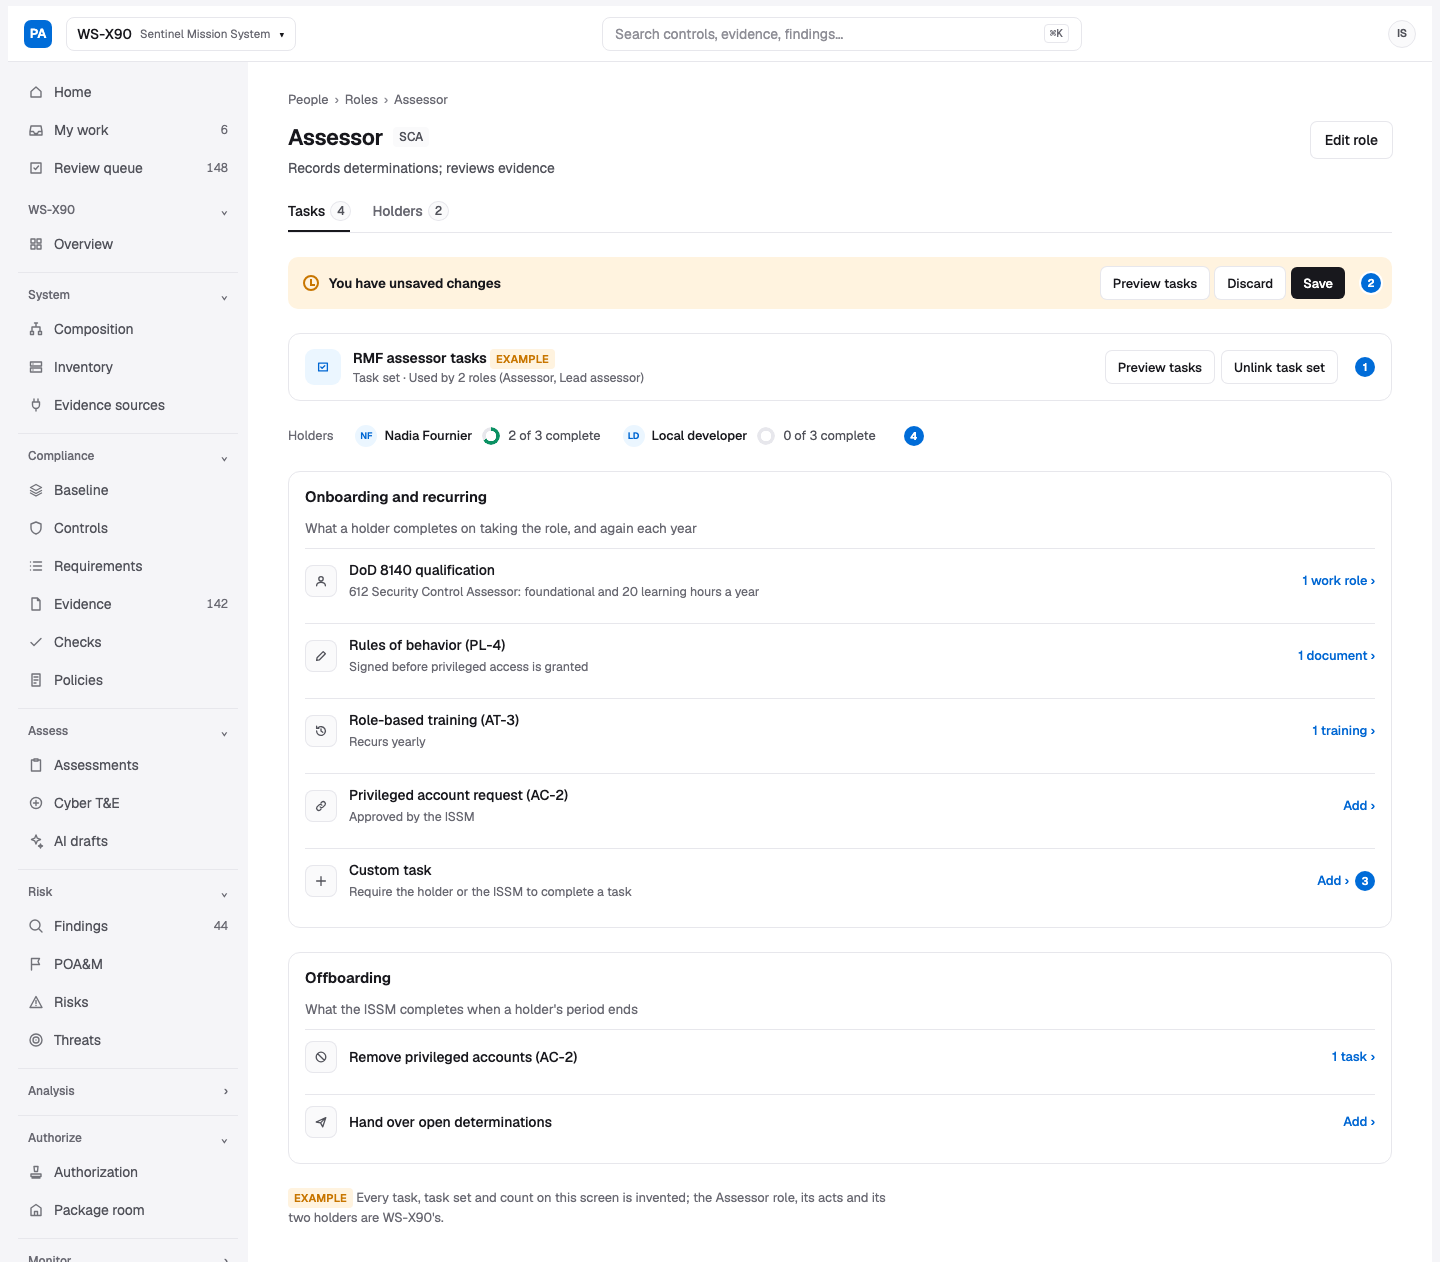 PA
WS-X90 Sentinel Mission System ▾
Search controls, evidence, findings… ⌘K
IS
Home
My work 6
Review queue 148
WS-X90
Overview
System
Composition
Inventory
Evidence sources
Compliance
Baseline
Controls
Requirements
Evidence 142
Checks
Policies
Assess
Assessments
Cyber T&E
AI drafts
Risk
Findings 44
POA&M
Risks
Threats
Analysis ›
Authorize
Authorization
Package room
Monitor
People › Roles › Assessor
Assessor SCA
Edit role
Records determinations; reviews evidence
Tasks 4 Holders 2
You have unsaved changes Preview tasks Discard Save 2
RMF assessor tasks EXAMPLE
Task set · Used by 2 roles (Assessor, Lead assessor)
Preview tasks Unlink task set 1
Holders NF Nadia Fournier 2 of 3 complete LD Local developer 0 of 3 complete 4
Onboarding and recurring
What a holder completes on taking the role, and again each year
DoD 8140 qualification
612 Security Control Assessor: foundational and 20 learning hours a year
1 work role ›
Rules of behavior (PL-4)
Signed before privileged access is granted
1 document ›
Role-based training (AT-3)
Recurs yearly
1 training ›
Privileged account request (AC-2)
Approved by the ISSM
Add ›
Custom task
Require the holder or the ISSM to complete a task
Add › 3
Offboarding
What the ISSM completes when a holder's period ends
Remove privileged accounts (AC-2) 1 task ›
Hand over open determinations Add ›
EXAMPLE Every task, task set and count on this screen is invented; the Assessor role, its acts and its
two holders are WS-X90's.